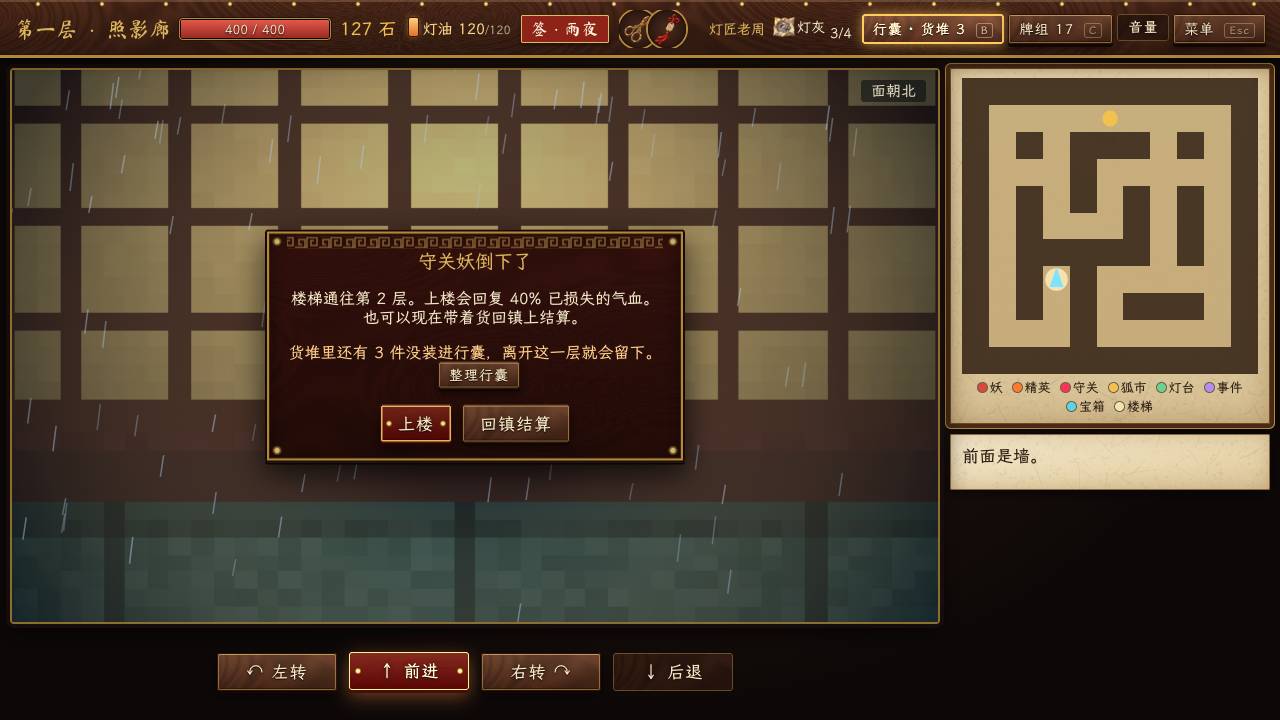 第一层 · 照影廊
400 / 400
127 石
灯油 120/120
签 · 雨夜
灯匠老周
灯灰 3/4
行囊 · 货堆 3 B
牌组 17 C
音量
菜单 Esc
面朝北
守关妖倒下了
楼梯通往第 2 层。上楼会回复 40% 已损失的气血。
也可以现在带着货回镇上结算。
货堆里还有 3 件没装进行囊，离开这一层就会留下。
整理行囊
上楼
回镇结算
妖 精英 守关 狐市 灯台 事件
宝箱 楼梯
前面是墙。
↶ 左转
↑ 前进
右转 ↷
↓ 后退